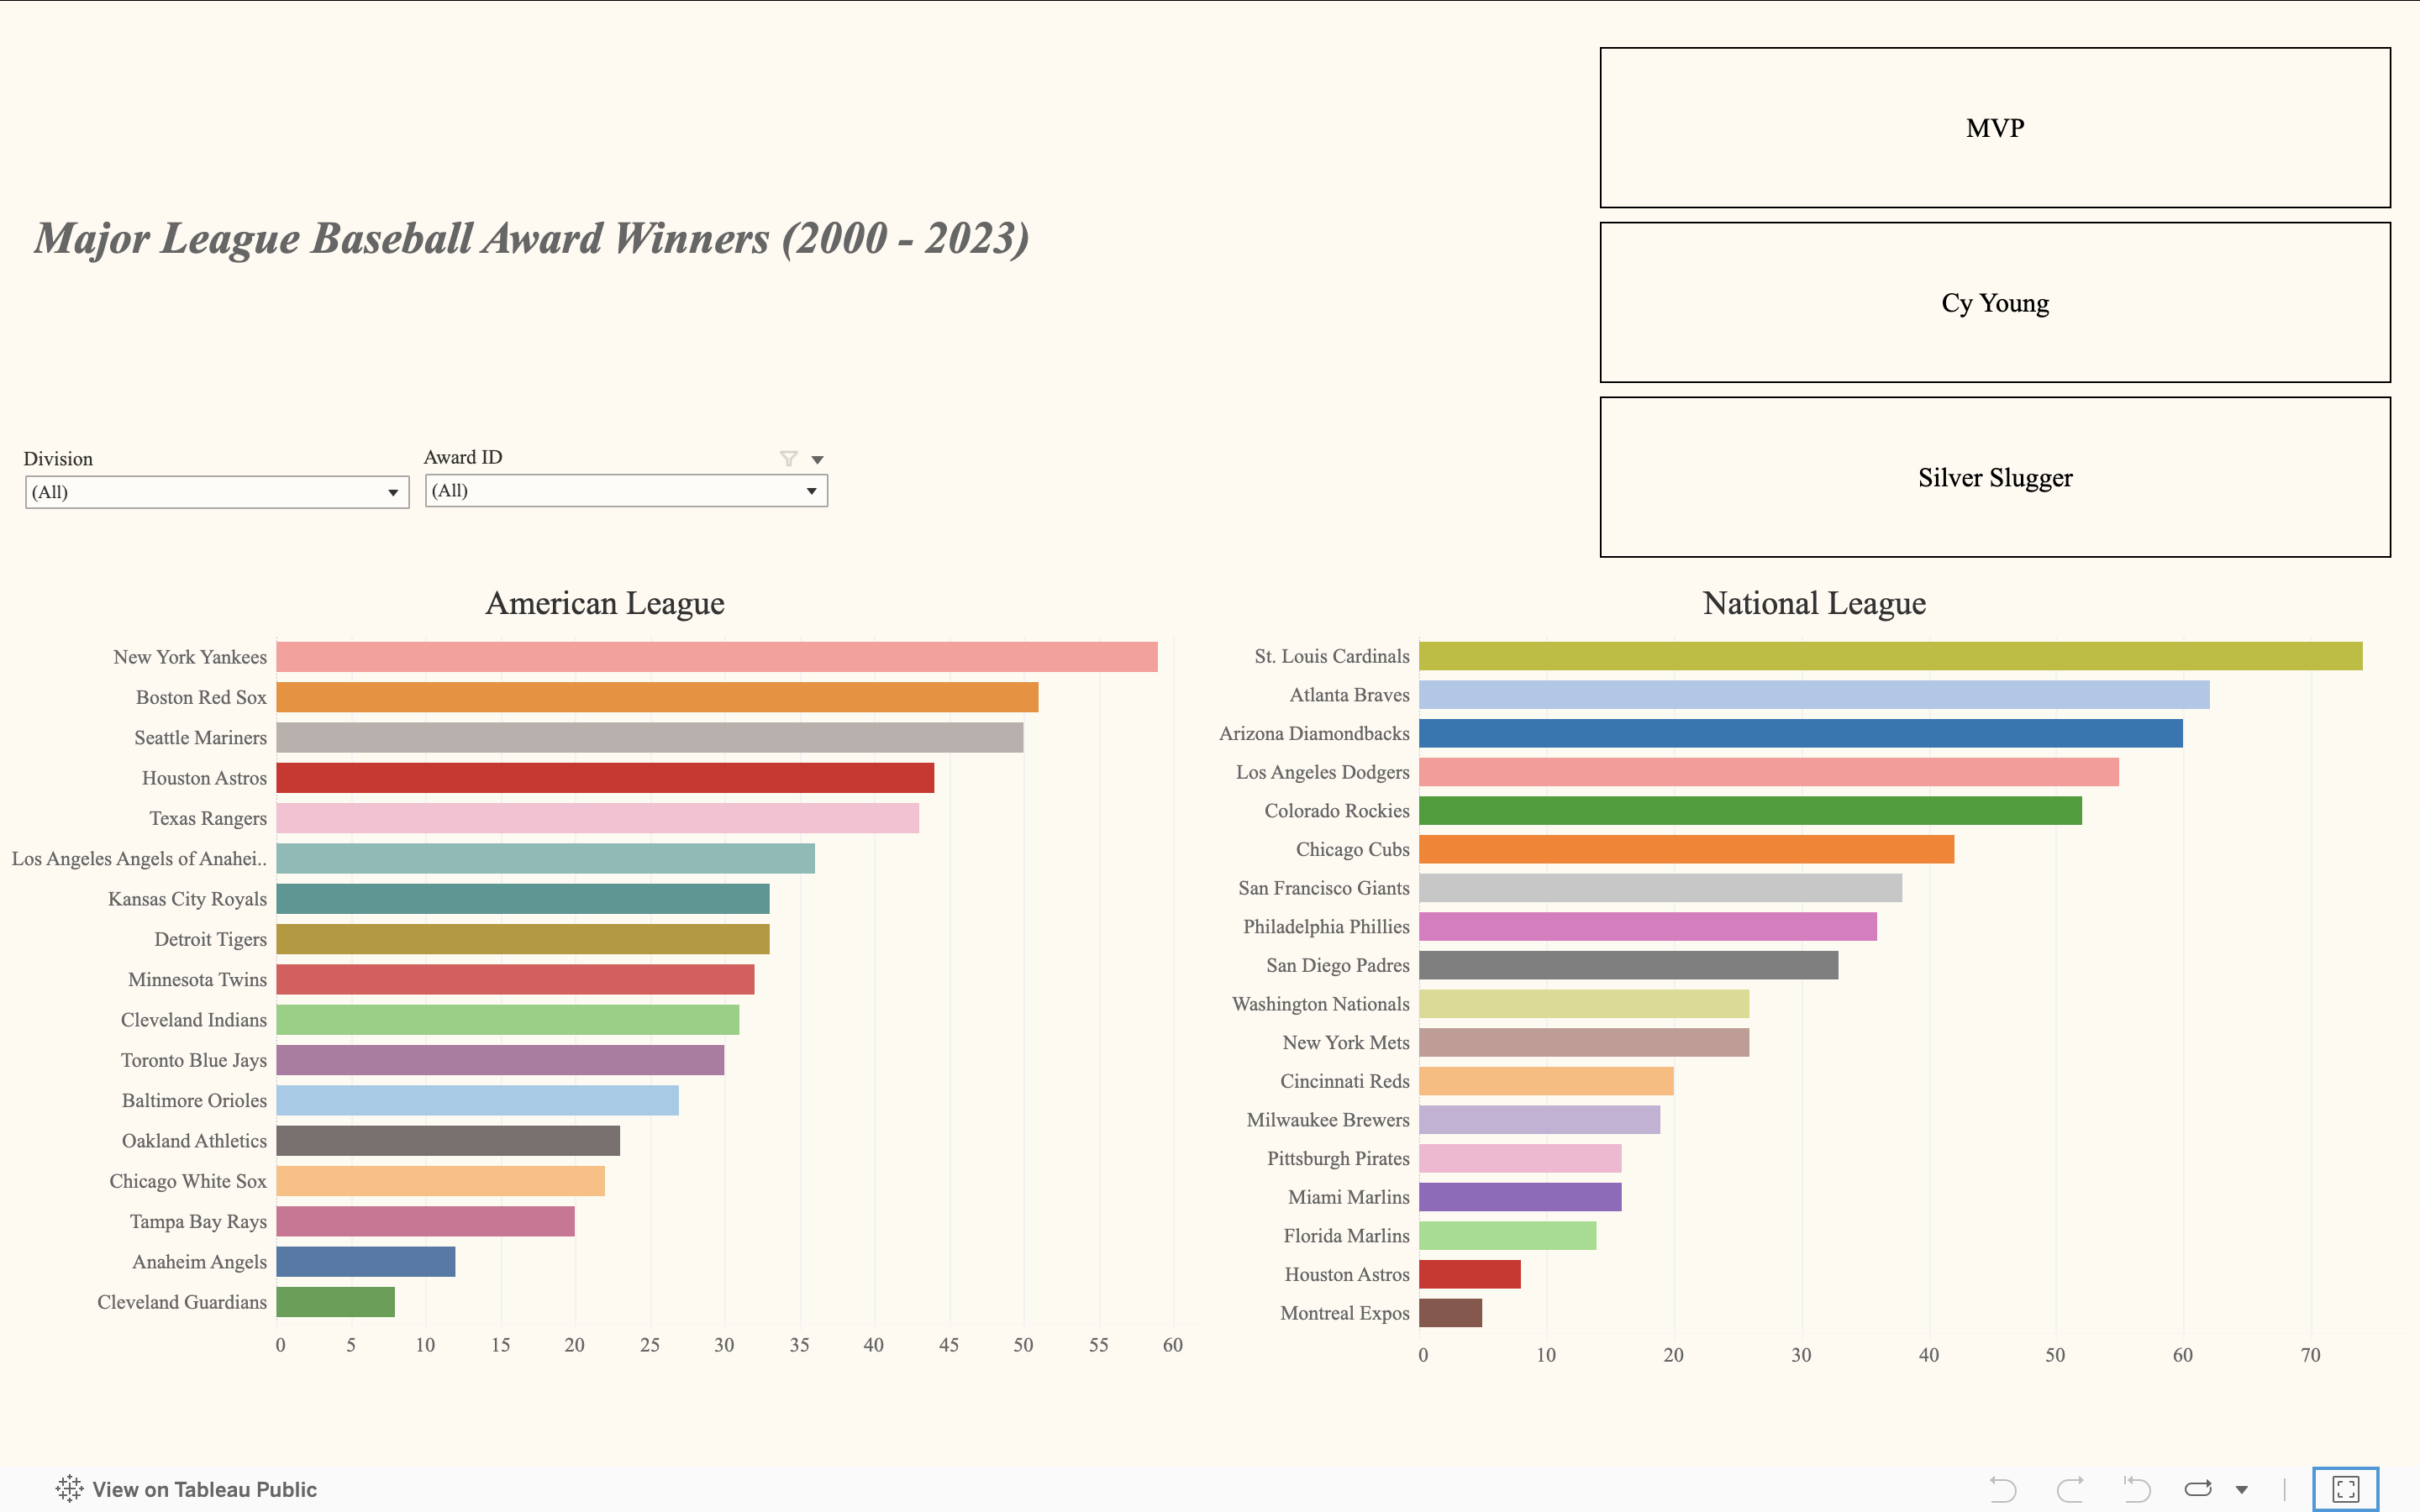 MVP
Major League Baseball Award Winners (2000 - 2023)
Cy Young
Division
Award ID
(All)
(All)
Silver Slugger
American League
New York Yankees
Boston Red Sox
Seattle Mariners
Houston Astros
Texas Rangers
Los Angeles Angels of Anahei..
Kansas City Royals
Detroit Tigers
Minnesota Twins
Cleveland Indians
Toronto Blue Jays
Baltimore Orioles
Oakland Athletics
Chicago White Sox
Tampa Bay Rays
Anaheim Angels
Cleveland Guardians
0 5 10 15 20 25 30 35 40 45 50 55 60
National League
St. Louis Cardinals
Atlanta Braves
Arizona Diamondbacks
Los Angeles Dodgers
Colorado Rockies
Chicago Cubs
San Francisco Giants
Philadelphia Phillies
San Diego Padres
Washington Nationals
New York Mets
Cincinnati Reds
Milwaukee Brewers
Pittsburgh Pirates
Miami Marlins
Florida Marlins
Houston Astros
Montreal Expos
0 10 20 30 40 50 60 70
View on Tableau Public